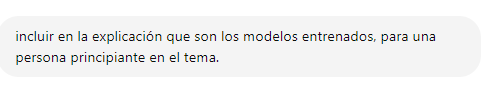 incluir en la explicación que son los modelos entrenados, para una
persona principiante en el tema.